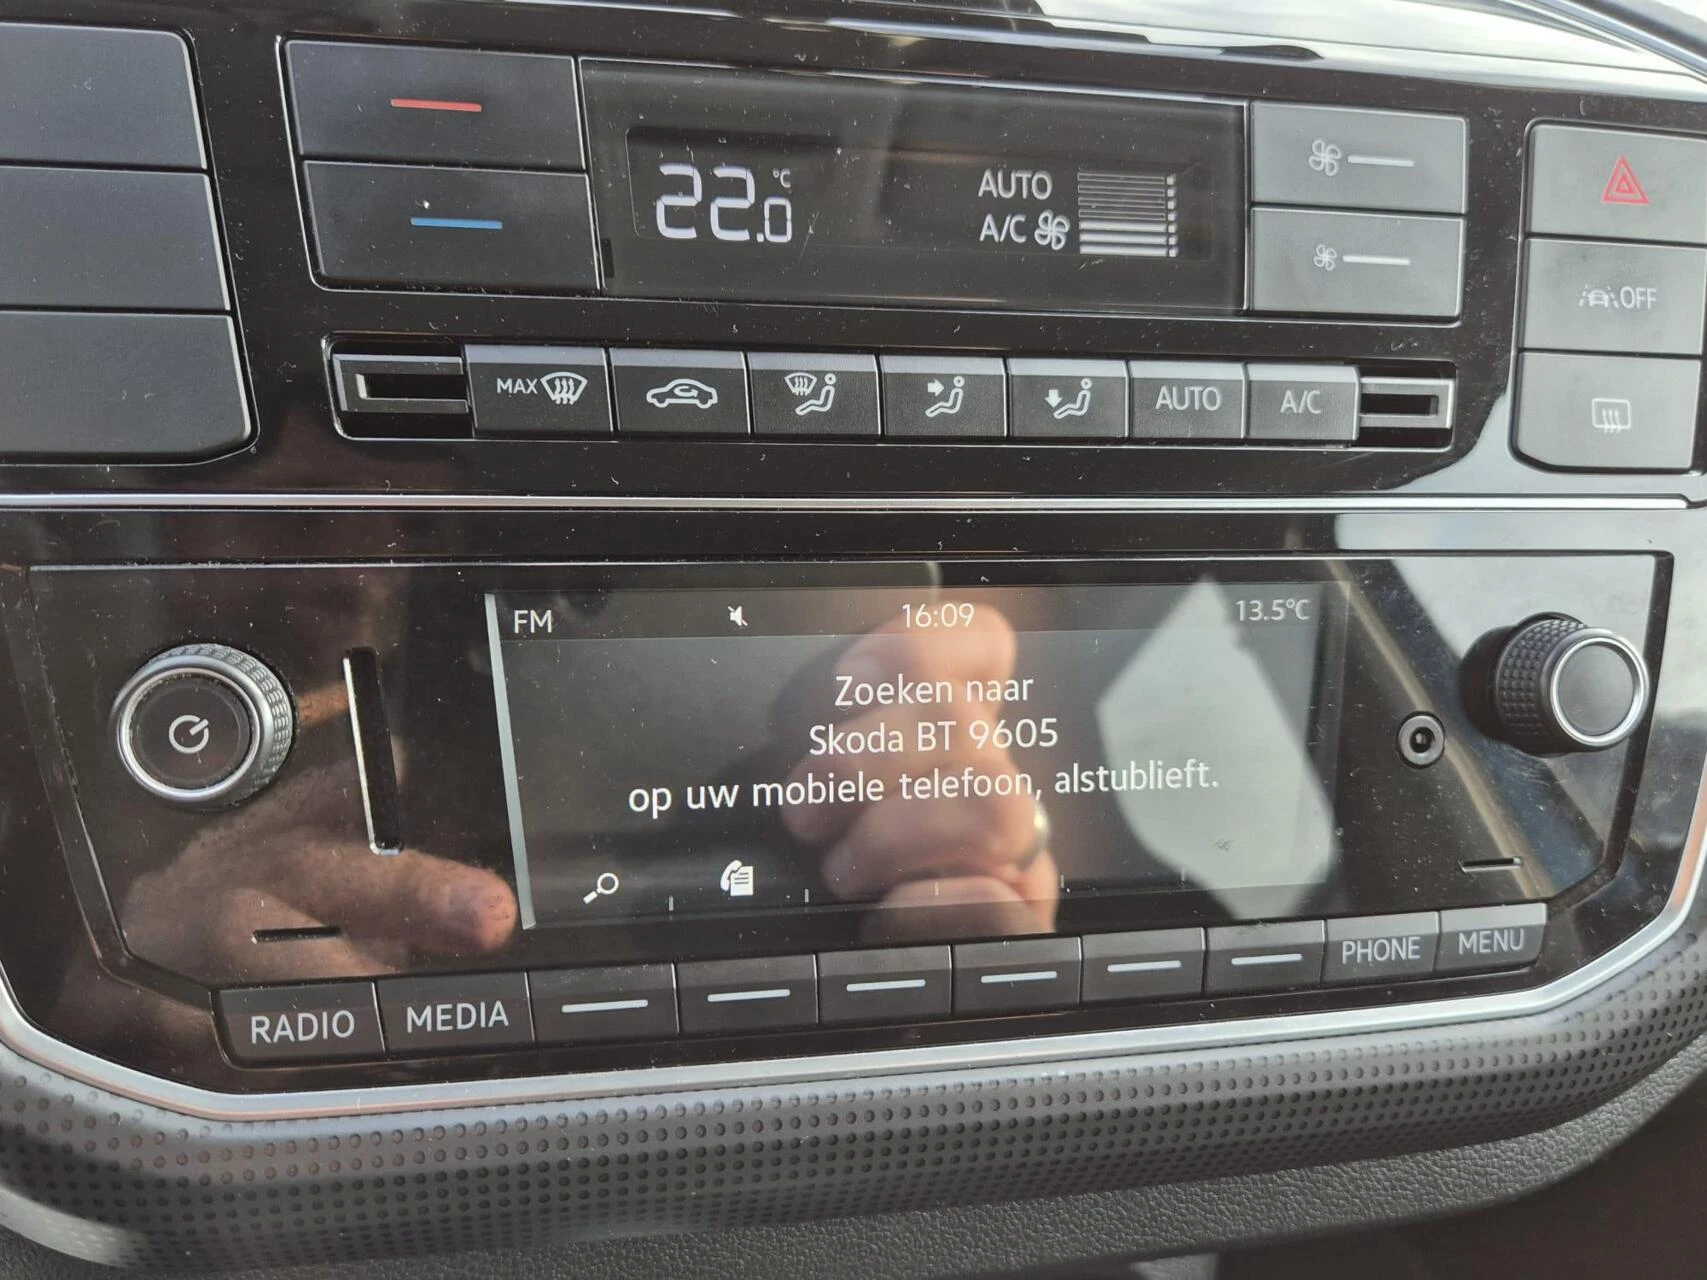 22.0 °C
AUTO
A/C
OFF
MAX
AUTO
A/C
FM 16:09 13.5°C
Zoeken naar
Skoda BT 9605
op uw mobiele telefoon, alstublieft.
RADIO MEDIA PHONE MENU